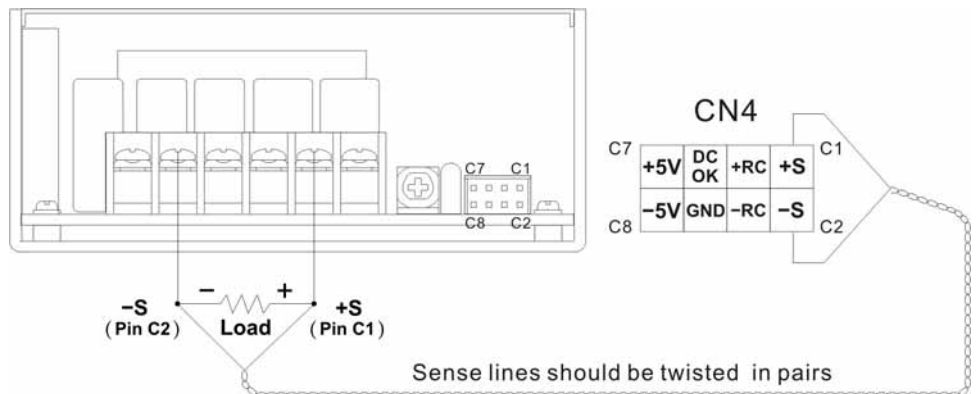 CN4
C7 C1
+5V DC OK +RC +S
−5V GND −RC −S
C8 C2
C7 C1
C8 C2
− +
−S Load +S
(Pin C2) (Pin C1)
Sense lines should be twisted in pairs